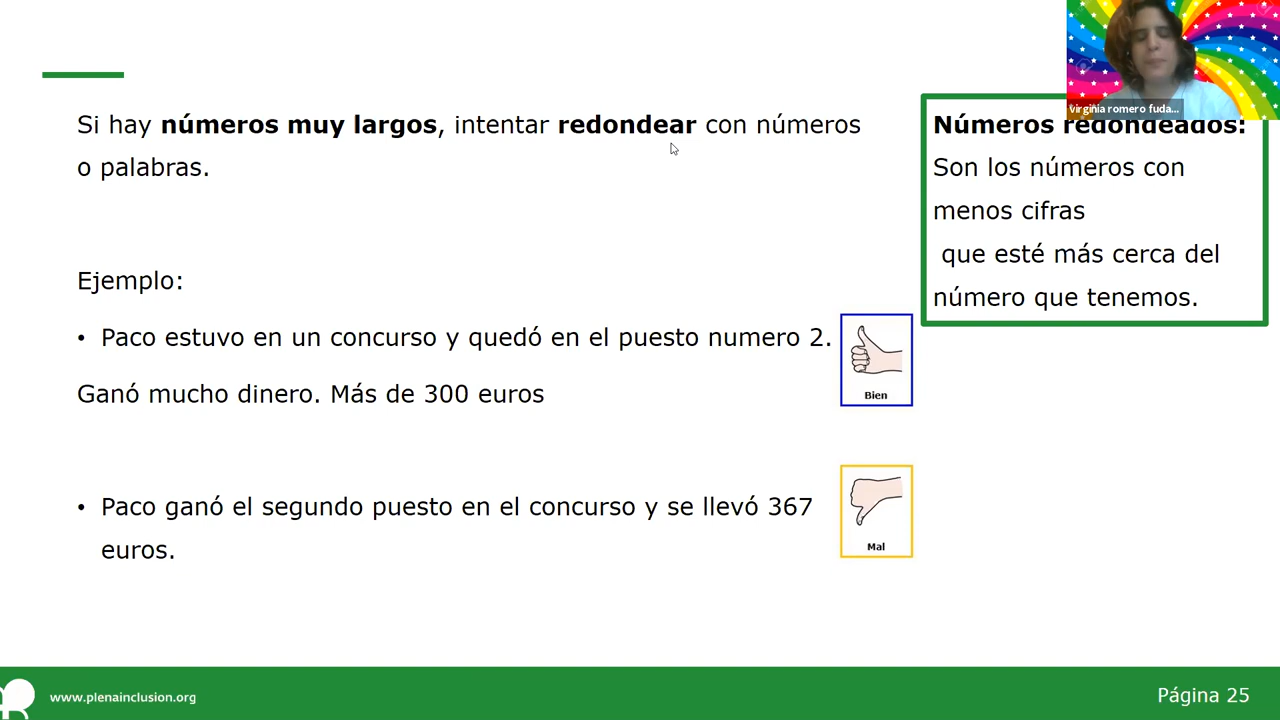 virginia romero fuda...
Si hay números muy largos, intentar redondear con números
o palabras.
Números redondeados:
Son los números con
menos cifras
que esté más cerca del
número que tenemos.
Ejemplo:
• Paco estuvo en un concurso y quedó en el puesto numero 2.
Ganó mucho dinero. Más de 300 euros
Bien
• Paco ganó el segundo puesto en el concurso y se llevó 367
euros.
Mal
www.plenainclusion.org
Página 25